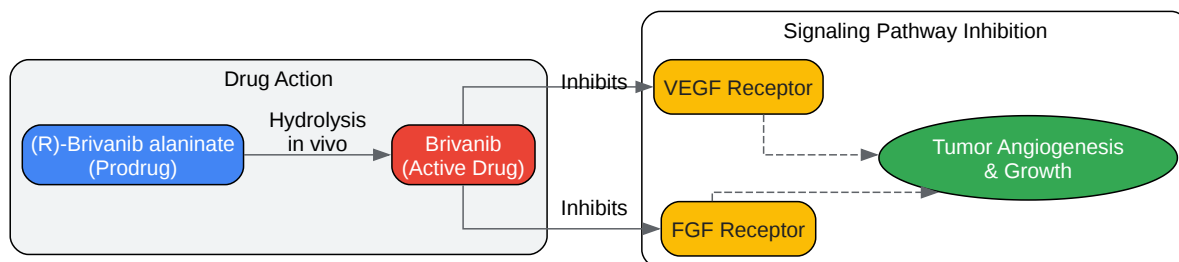 Signaling Pathway Inhibition
Drug Action
Inhibits
VEGF Receptor
(R)-Brivanib alaninate
(Prodrug)
Hydrolysis
in vivo
Brivanib
(Active Drug)
Tumor Angiogenesis
& Growth
Inhibits
FGF Receptor